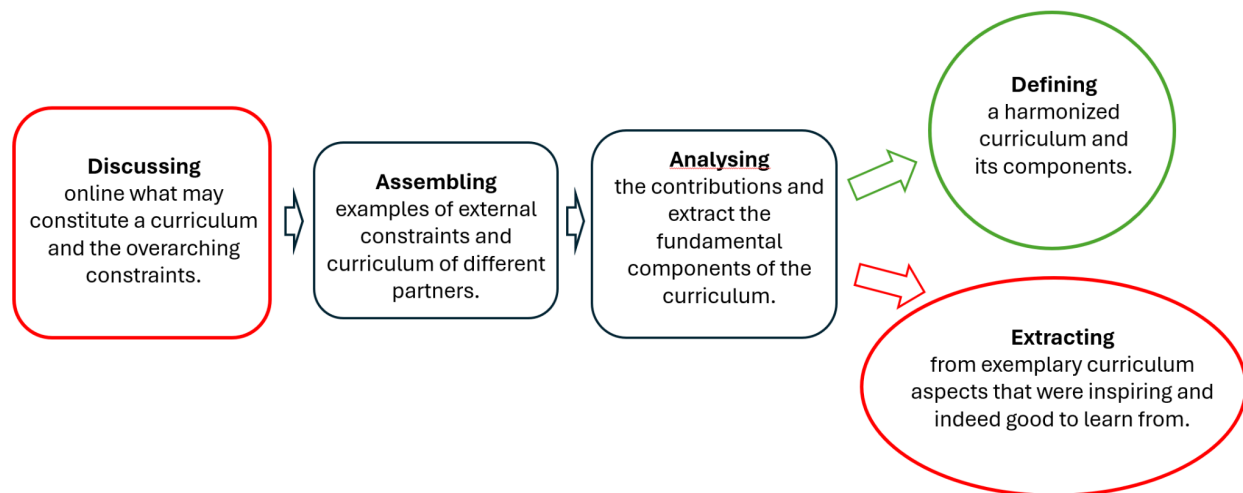 Discussing
online what may
constitute a curriculum
and the overarching
constraints.
Assembling
examples of external
constraints and
curriculum of different
partners.
Analysing
the contributions and
extract the
fundamental
components of the
curriculum.
Defining
a harmonized
curriculum and
its components.
Extracting
from exemplary curriculum
aspects that were inspiring and
indeed good to learn from.